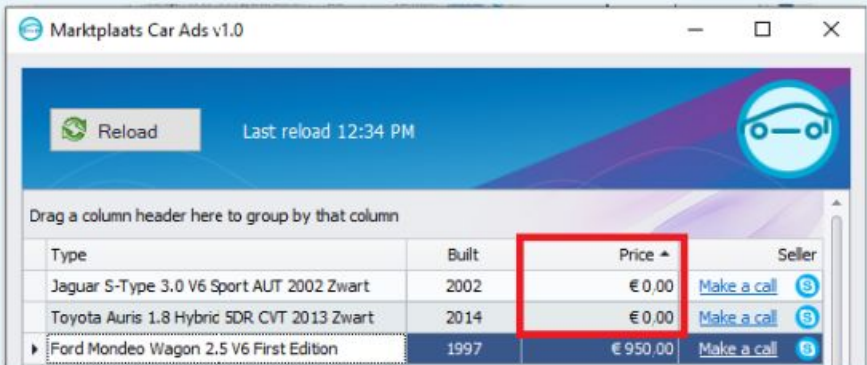 Marktplaats Car Ads v1.0
Reload Last reload 12:34 PM
Drag a column header here to group by that column
Type Built Price Seller
Jaguar S-Type 3.0 V6 Sport AUT 2002 Zwart 2002 € 0,00 Make a call
Toyota Auris 1.8 Hybrid 5DR CVT 2013 Zwart 2014 € 0,00 Make a call
Ford Mondeo Wagon 2.5 V6 First Edition 1997 € 950,00 Make a call